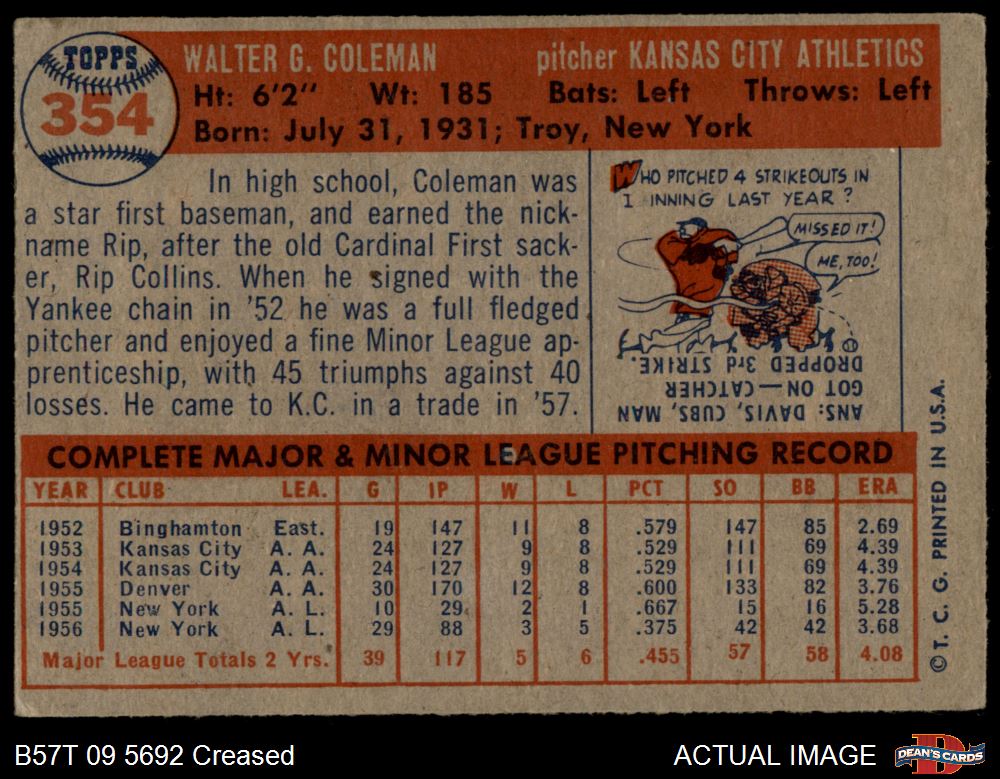 TOPPS
354
WALTER G. COLEMAN pitcher KANSAS CITY ATHLETICS
Ht: 6'2" Wt: 185 Bats: Left Throws: Left
Born: July 31, 1931; Troy, New York
In high school, Coleman was
a star first baseman, and earned the nick-
name Rip, after the old Cardinal First sack-
er, Rip Collins. When he signed with the
Yankee chain in '52 he was a full fledged
pitcher and enjoyed a fine Minor League ap-
prenticeship, with 45 triumphs against 40
losses. He came to K.C. in a trade in '57.
WHO PITCHED 4 STRIKEOUTS IN
1 INNING LAST YEAR?
MISSED IT!
ME, TOO!
ANS: DAVIS, CUBS, MAN
GOT ON—CATCHER
DROPPED 3rd STRIKE.
COMPLETE MAJOR & MINOR LEAGUE PITCHING RECORD
YEAR CLUB LEA. G IP W L PCT SO BB ERA
1952 Binghamton East. 19 147 11 8 .579 147 85 2.69
1953 Kansas City A. A. 24 127 9 8 .529 111 69 4.39
1954 Kansas City A. A. 24 127 9 8 .529 111 69 4.39
1955 Denver A. A. 30 170 12 8 .600 133 82 3.76
1955 New York A. L. 10 29 2 1 .667 15 16 5.28
1956 New York A. L. 29 88 3 5 .375 42 42 3.68
Major League Totals 2 Yrs. 39 117 5 6 .455 57 58 4.08
© T. C. G. PRINTED IN U.S.A.
B57T 09 5692 Creased ACTUAL IMAGE
DEAN'S CARDS